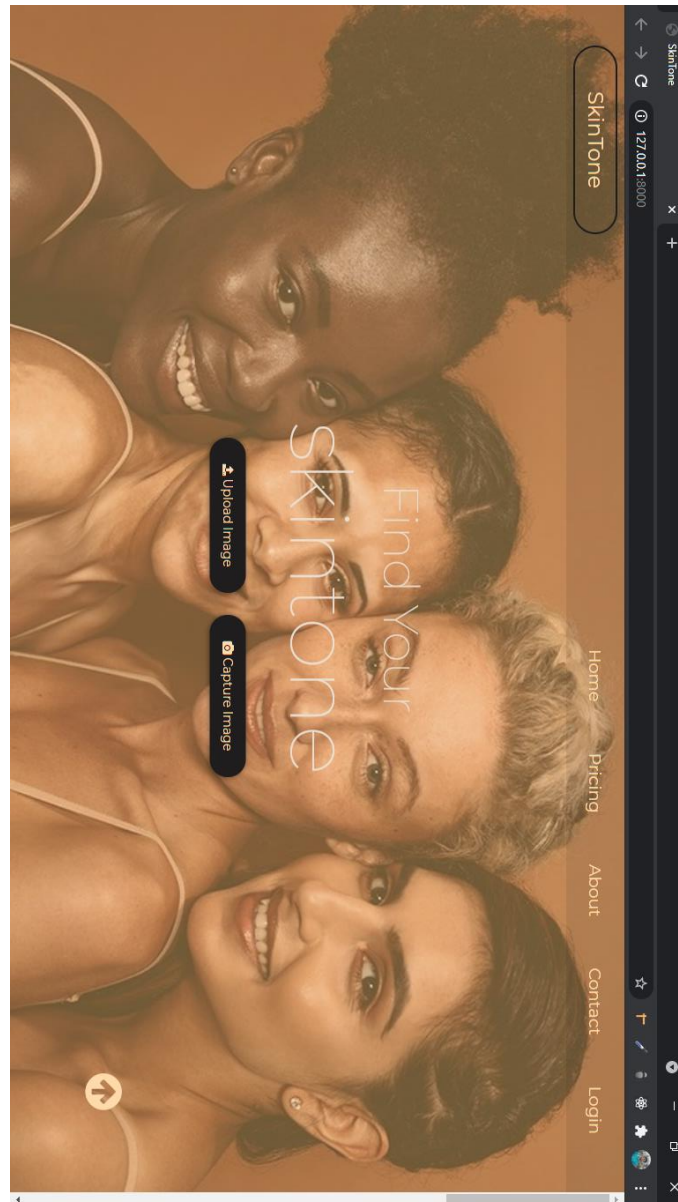 SkinTone
127.0.0.1:8000
SkinTone
Home Pricing About Contact Login
Find Your
skintone
Upload Image Capture Image